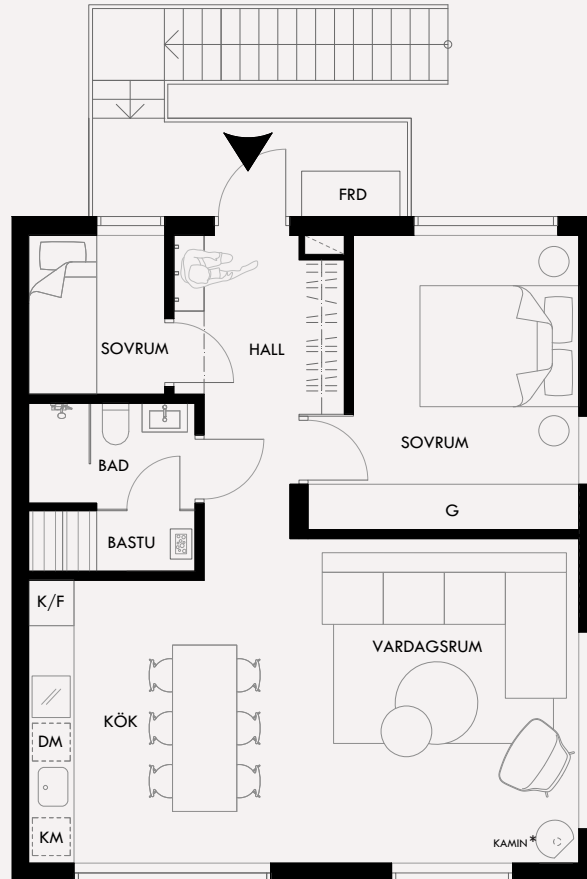 FRD
SOVRUM
HALL
SOVRUM
BAD
G
BASTU
K/F
VARDAGSRUM
KÖK
DM
KM
KAMIN*